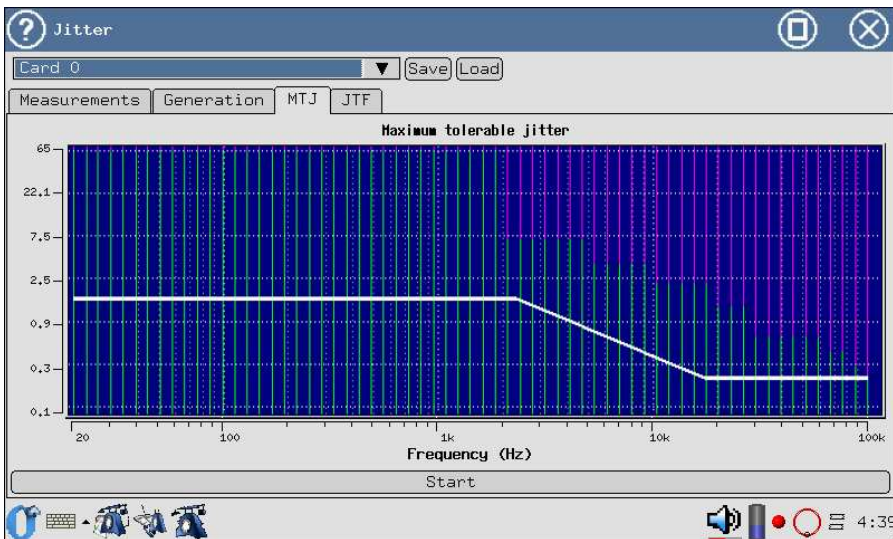 Jitter
Card 0 Save Load
Measurements Generation MTJ JTF
Maximum tolerable jitter
65
22.1
7.5
2.5
0.9
0.3
0.1
20 100 1k 10k 100k
Frequency (Hz)
Start
4:39